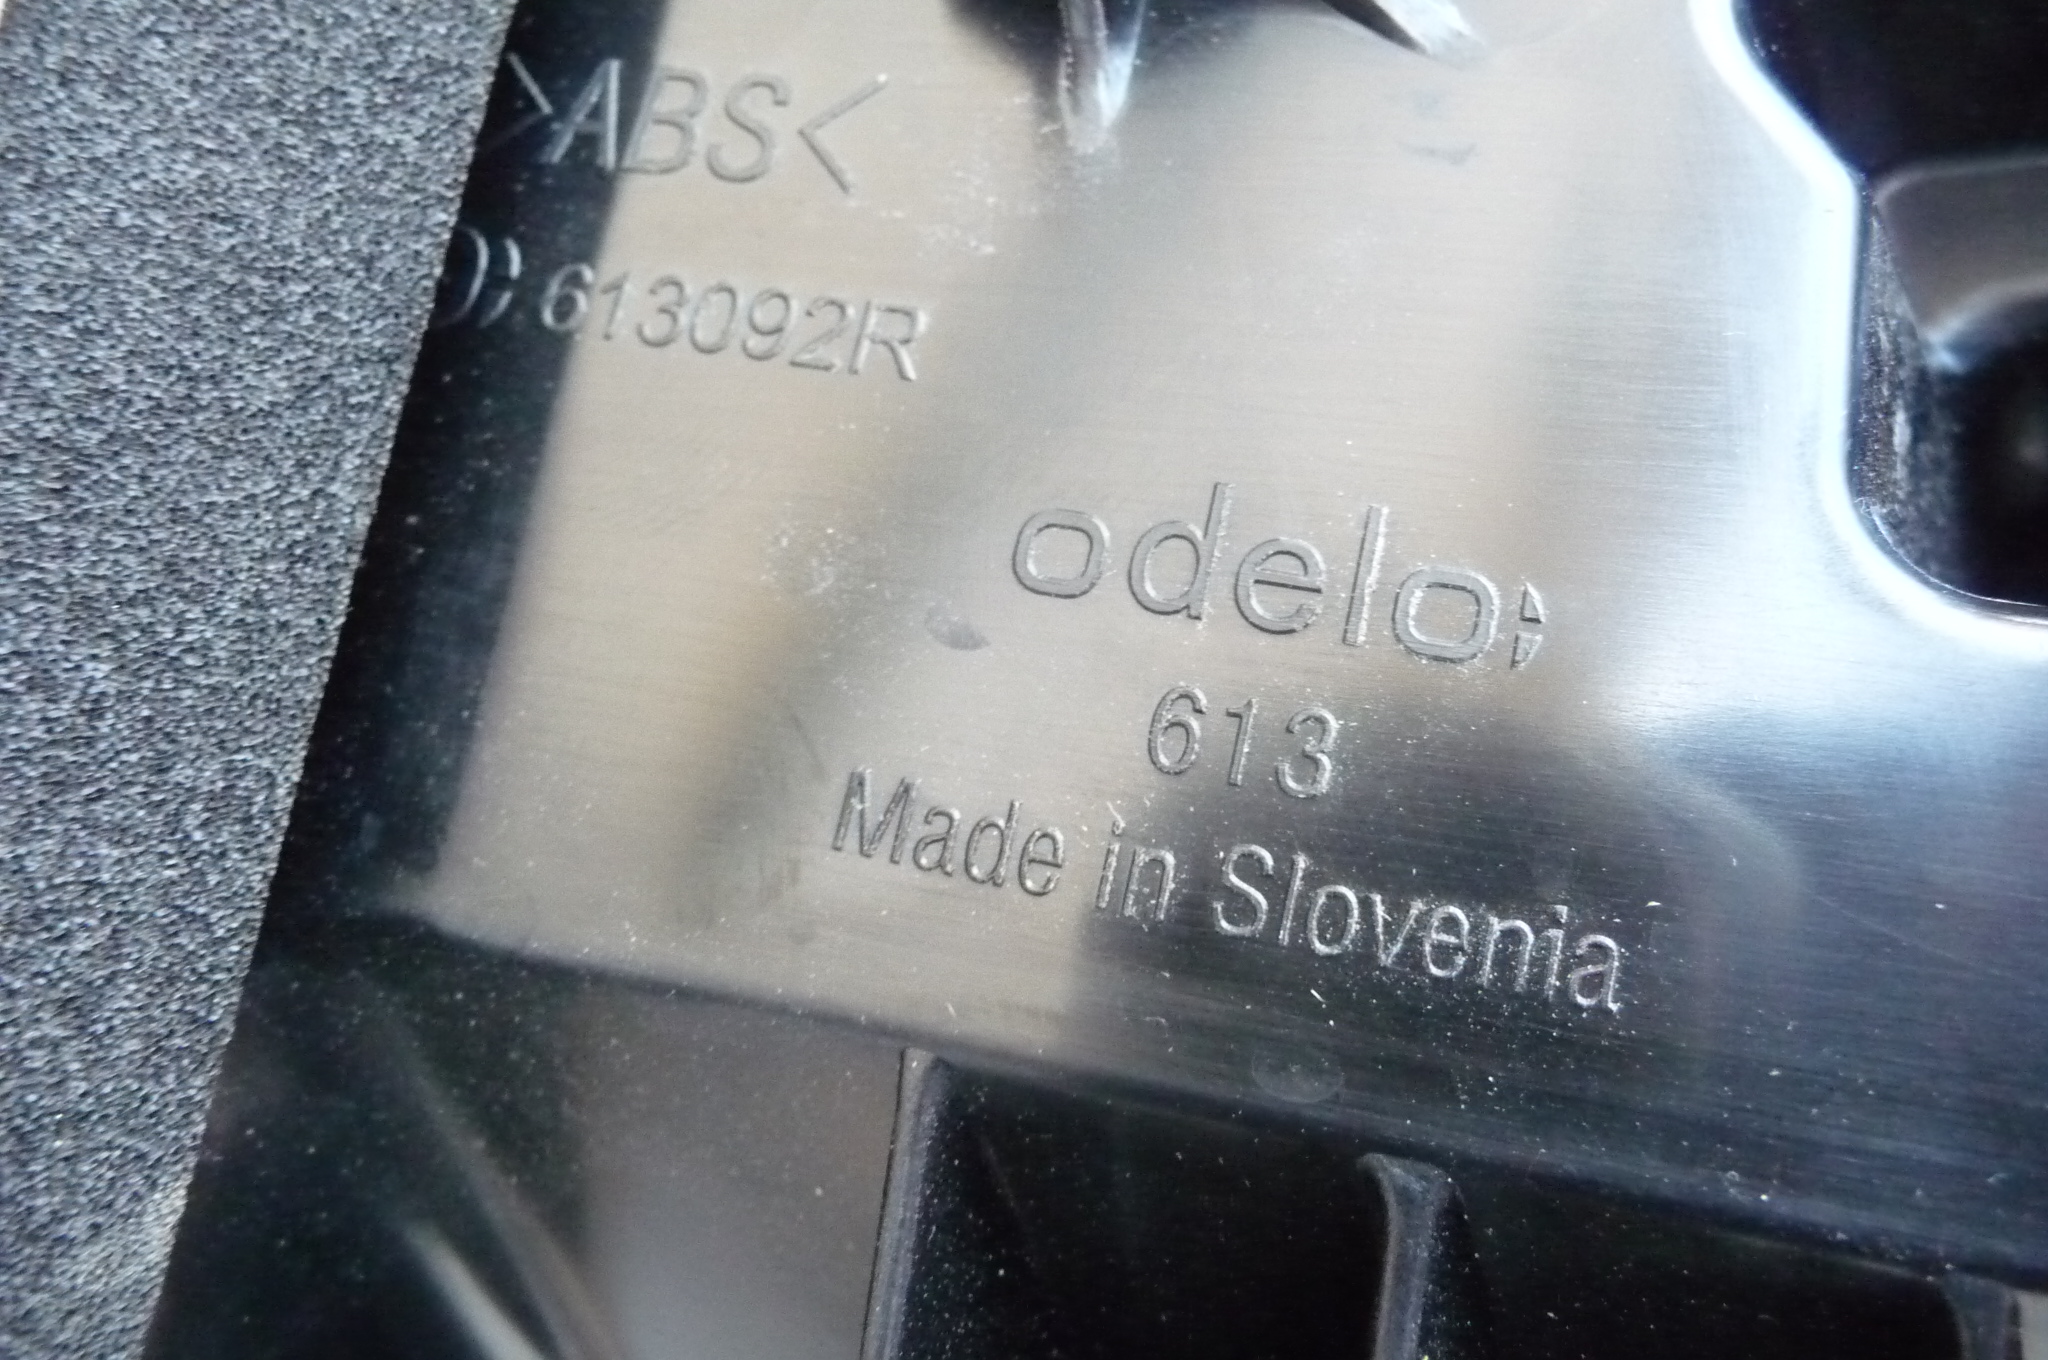 >ABS<
613092R
odelo;
613
Made in Slovenia